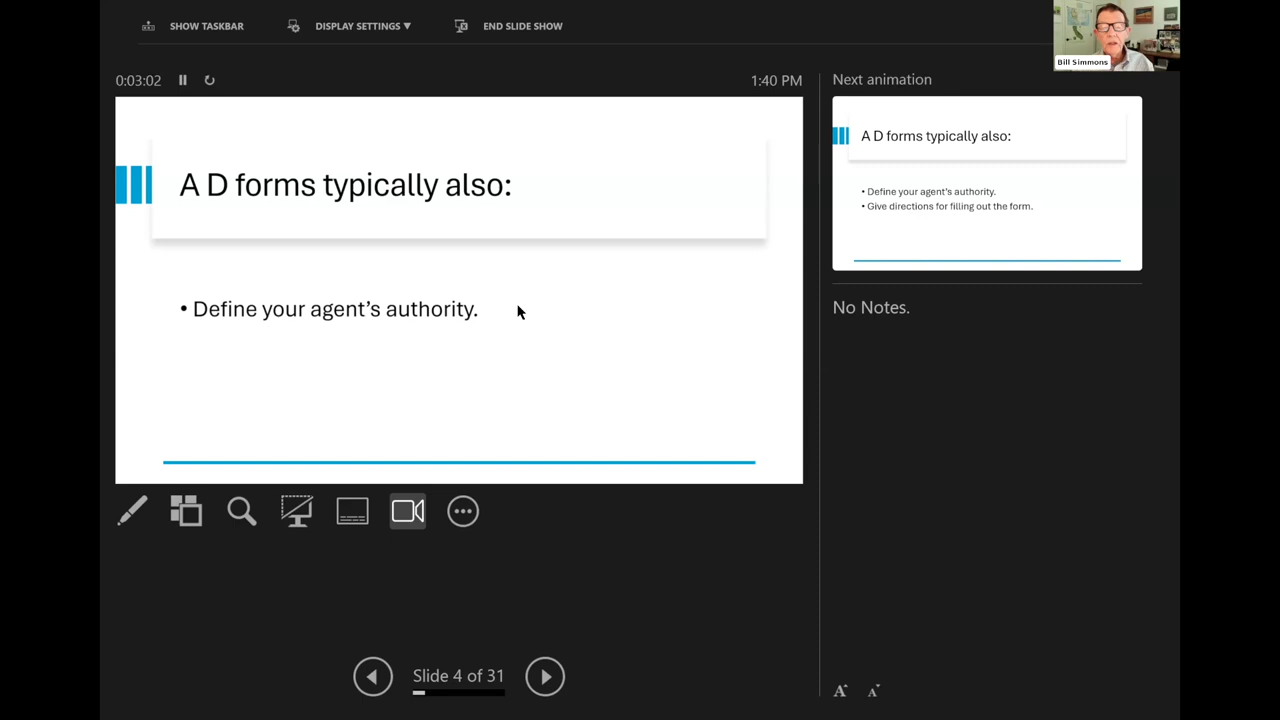 SHOW TASKBAR
DISPLAY SETTINGS ▼
END SLIDE SHOW
Bill Simmons
0:03:02
1:40 PM
Next animation
A D forms typically also:
• Define your agent's authority.
A D forms typically also:
• Define your agent's authority.
• Give directions for filling out the form.
No Notes.
Slide 4 of 31
A A